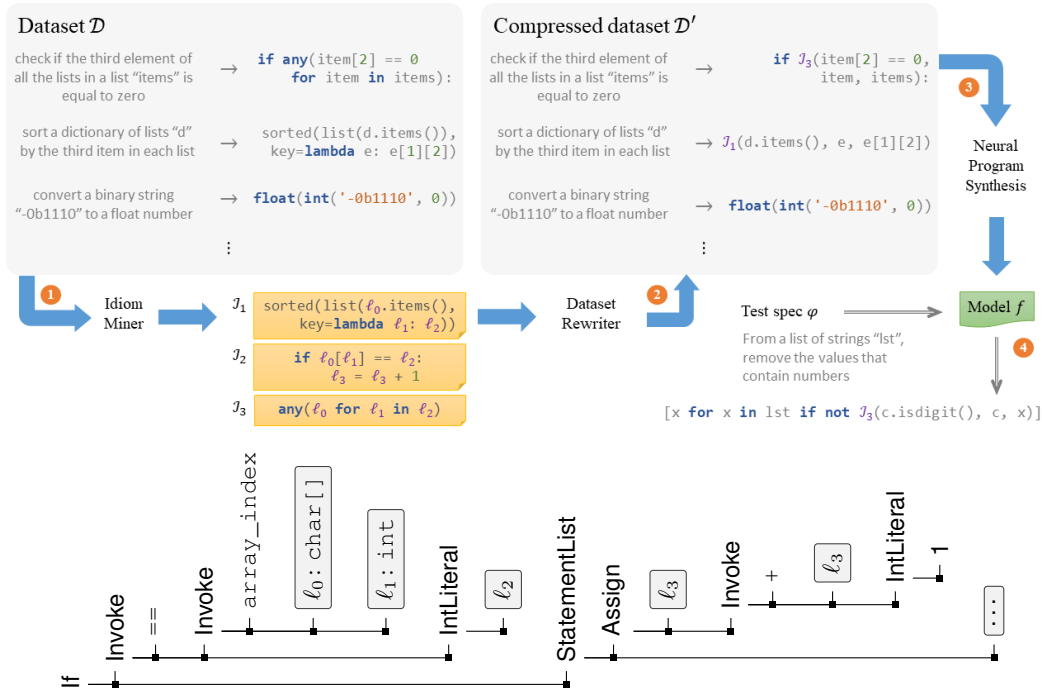 Dataset 𝒟
check if the third element of
all the lists in a list “items” is
equal to zero
→
if any(item[2] == 0
for item in items):
sort a dictionary of lists “d”
by the third item in each list
→
sorted(list(d.items()),
key=lambda e: e[1][2])
convert a binary string
“-0b1110” to a float number
→
float(int('-0b1110', 0))
⋮
Compressed dataset 𝒟′
check if the third element of
all the lists in a list “items” is
equal to zero
→
if ℐ3(item[2] == 0,
item, items):
sort a dictionary of lists “d”
by the third item in each list
→
ℐ1(d.items(), e, e[1][2])
convert a binary string
“-0b1110” to a float number
→
float(int('-0b1110', 0))
⋮
3
Neural
Program
Synthesis
1
Idiom
Miner
ℐ1
sorted(list(ℓ0.items(),
key=lambda ℓ1: ℓ2))
ℐ2
if ℓ0[ℓ1] == ℓ2:
ℓ3 = ℓ3 + 1
ℐ3
any(ℓ0 for ℓ1 in ℓ2)
Dataset
Rewriter
2
Test spec φ
Model f
From a list of strings “lst”,
remove the values that
contain numbers
4
[x for x in lst if not ℐ3(c.isdigit(), c, x)]
If
Invoke
==
Invoke
array_index
ℓ0: char[]
ℓ1: int
IntLiteral
ℓ2
StatementList
Assign
ℓ3
Invoke
+
ℓ3
IntLiteral
1
...